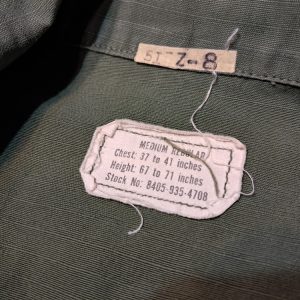 Z-8
MEDIUM REGULAR
Chest: 37 to 41 inches
Height: 67 to 71 inches
Stock No: 8405-935-4708